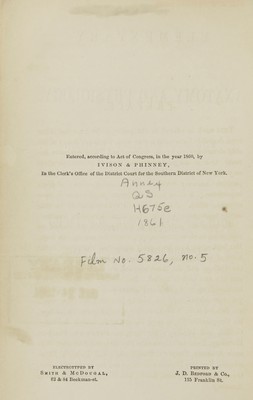 Entered, according to Act of Congress, in the year 1860, by
IVISON & PHINNEY,
In the Clerk's Office of the District Court for the Southern District of New York.
Annex
QS
H675e
1861
Film No. 5826, no. 5
ELECTROTYPED BY
SMITH & McDOUGAL,
82 & 84 Beekman-st.
PRINTED BY
J. D. BEDFORD & Co.,
115 Franklin St.